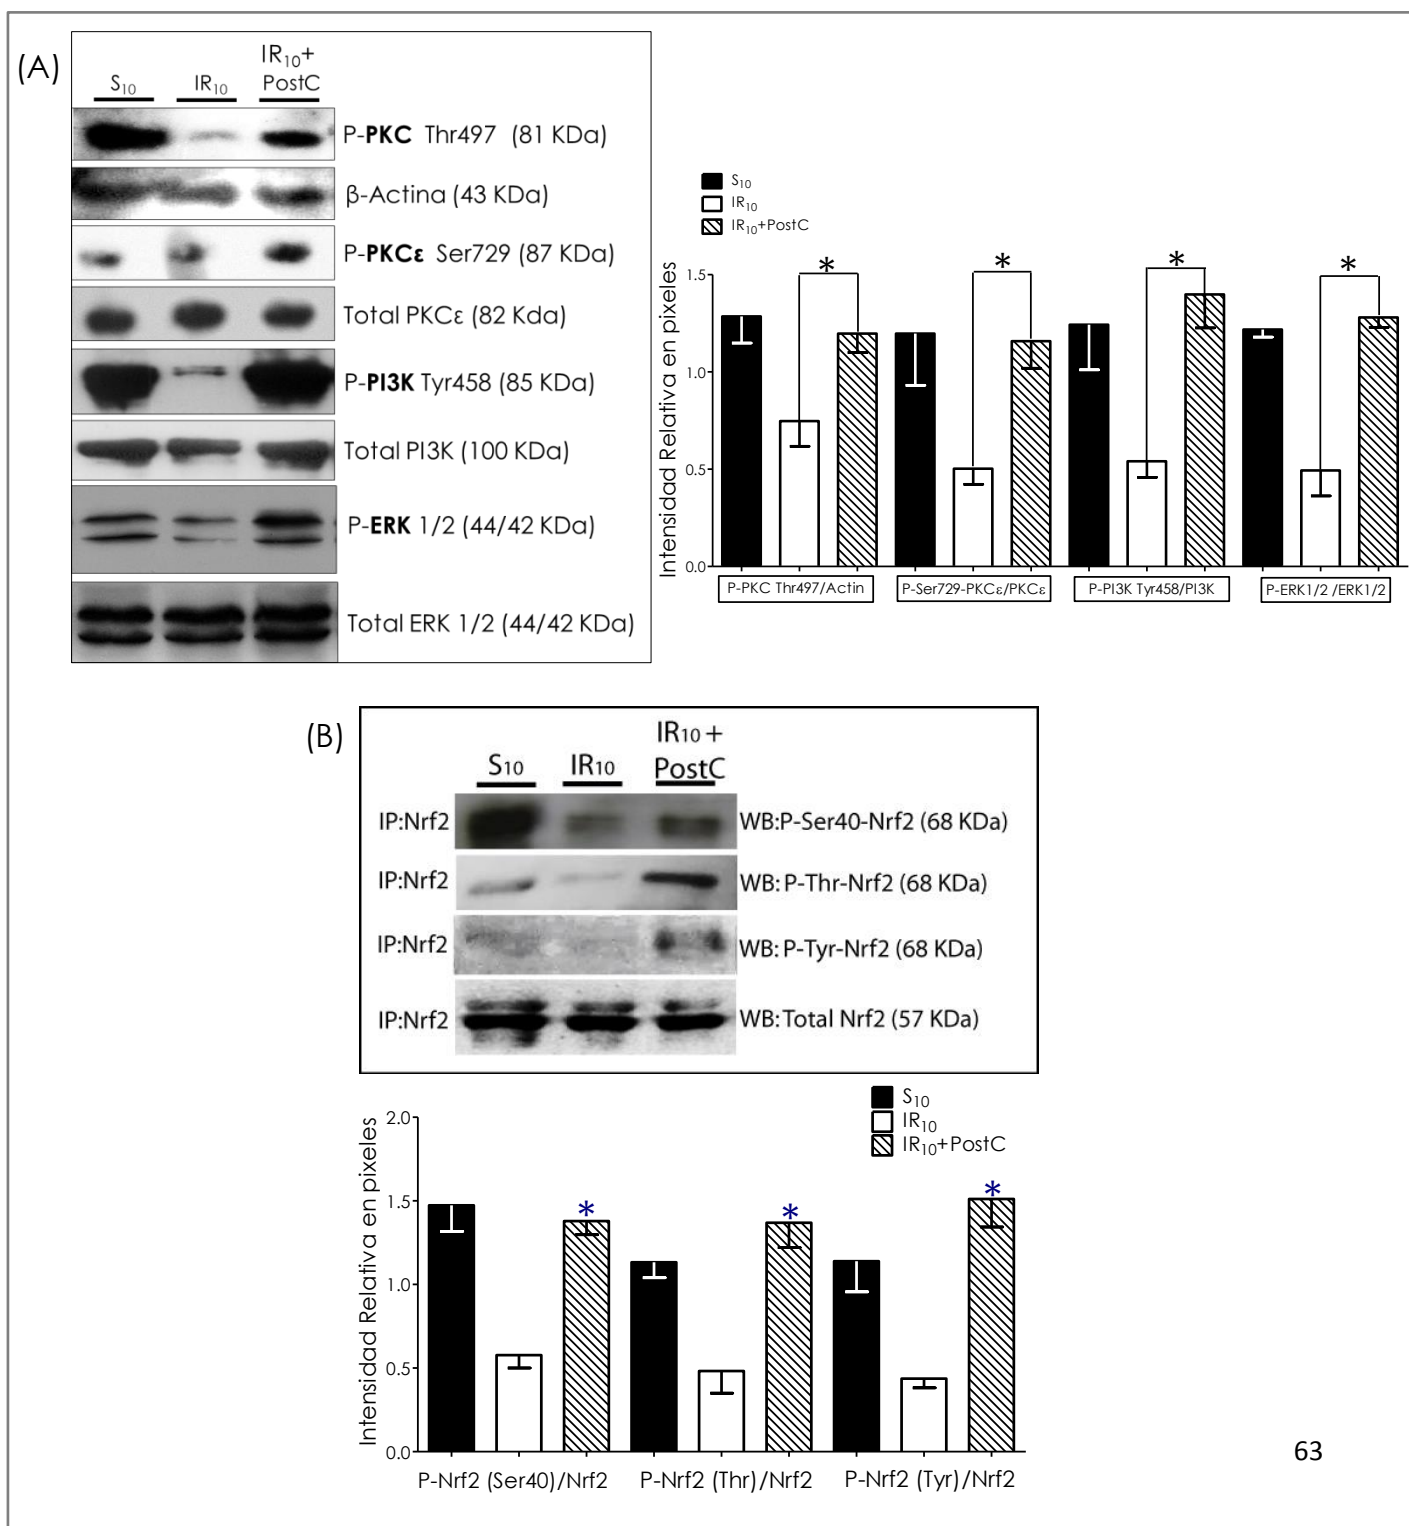 (A)
S10 IR10 IR10+ PostC
P-PKC Thr497 (81 KDa)
β-Actina (43 KDa)
P-PKCε Ser729 (87 KDa)
Total PKCε (82 Kda)
P-PI3K Tyr458 (85 KDa)
Total PI3K (100 KDa)
P-ERK 1/2 (44/42 KDa)
Total ERK 1/2 (44/42 KDa)
S10
IR10
IR10+PostC
Intensidad Relativa en pixeles
1.5
1.0
0.5
0.0
* * * *
P-PKC Thr497/Actin P-Ser729-PKCε/PKCε P-PI3K Tyr458/PI3K P-ERK1/2 /ERK1/2
(B)
S10 IR10 IR10 + PostC
IP:Nrf2 WB:P-Ser40-Nrf2 (68 KDa)
IP:Nrf2 WB: P-Thr-Nrf2 (68 KDa)
IP:Nrf2 WB: P-Tyr-Nrf2 (68 KDa)
IP:Nrf2 WB: Total Nrf2 (57 KDa)
S10
IR10
IR10+PostC
Intensidad Relativa en pixeles
2.0
1.5
1.0
0.5
0.0
* * *
P-Nrf2 (Ser40)/Nrf2 P-Nrf2 (Thr)/Nrf2 P-Nrf2 (Tyr)/Nrf2
63